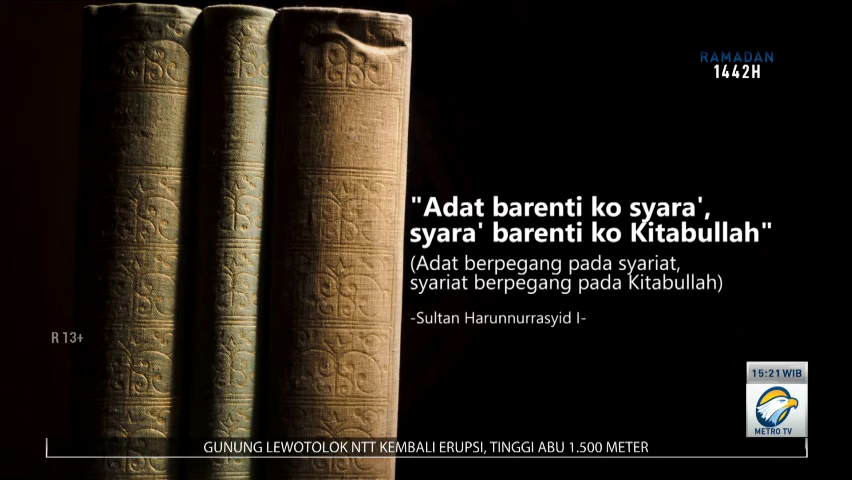 RAMADAN
1442H
"Adat barenti ko syara',
syara' barenti ko Kitabullah"
(Adat berpegang pada syariat,
syariat berpegang pada Kitabullah)
-Sultan Harunnurrasyid I-
R 13+
15:21 WIB
METRO TV
GUNUNG LEWOTOLOK NTT KEMBALI ERUPSI, TINGGI ABU 1.500 METER